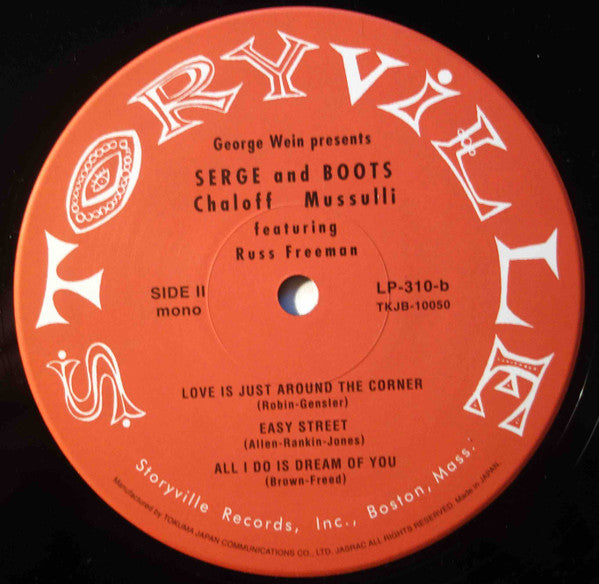 STORYViLLE
George Wein presents
SERGE and BOOTS
Chaloff Mussulli
featuring
Russ Freeman
SIDE II
mono
LP-310-b
TKJB-10050
LOVE IS JUST AROUND THE CORNER
(Robin-Gensler)
EASY STREET
(Allen-Rankin-Jones)
ALL I DO IS DREAM OF YOU
(Brown-Freed)
Storyville Records, Inc., Boston, Mass.
Manufactured by TOKUMA JAPAN COMMUNICATIONS CO., LTD. JASRAC ALL RIGHTS RESERVED. Made in JAPAN.